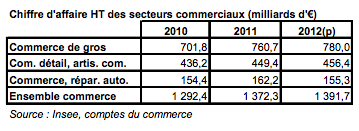 Chiffre d'affaire HT des secteurs commerciaux (milliards d'€)
2010 2011 2012(p)
Commerce de gros 701,8 760,7 780,0
Com. détail, artis. com. 436,2 449,4 456,4
Commerce, répar. auto. 154,4 162,2 155,3
Ensemble commerce 1 292,4 1 372,3 1 391,7
Source : Insee, comptes du commerce